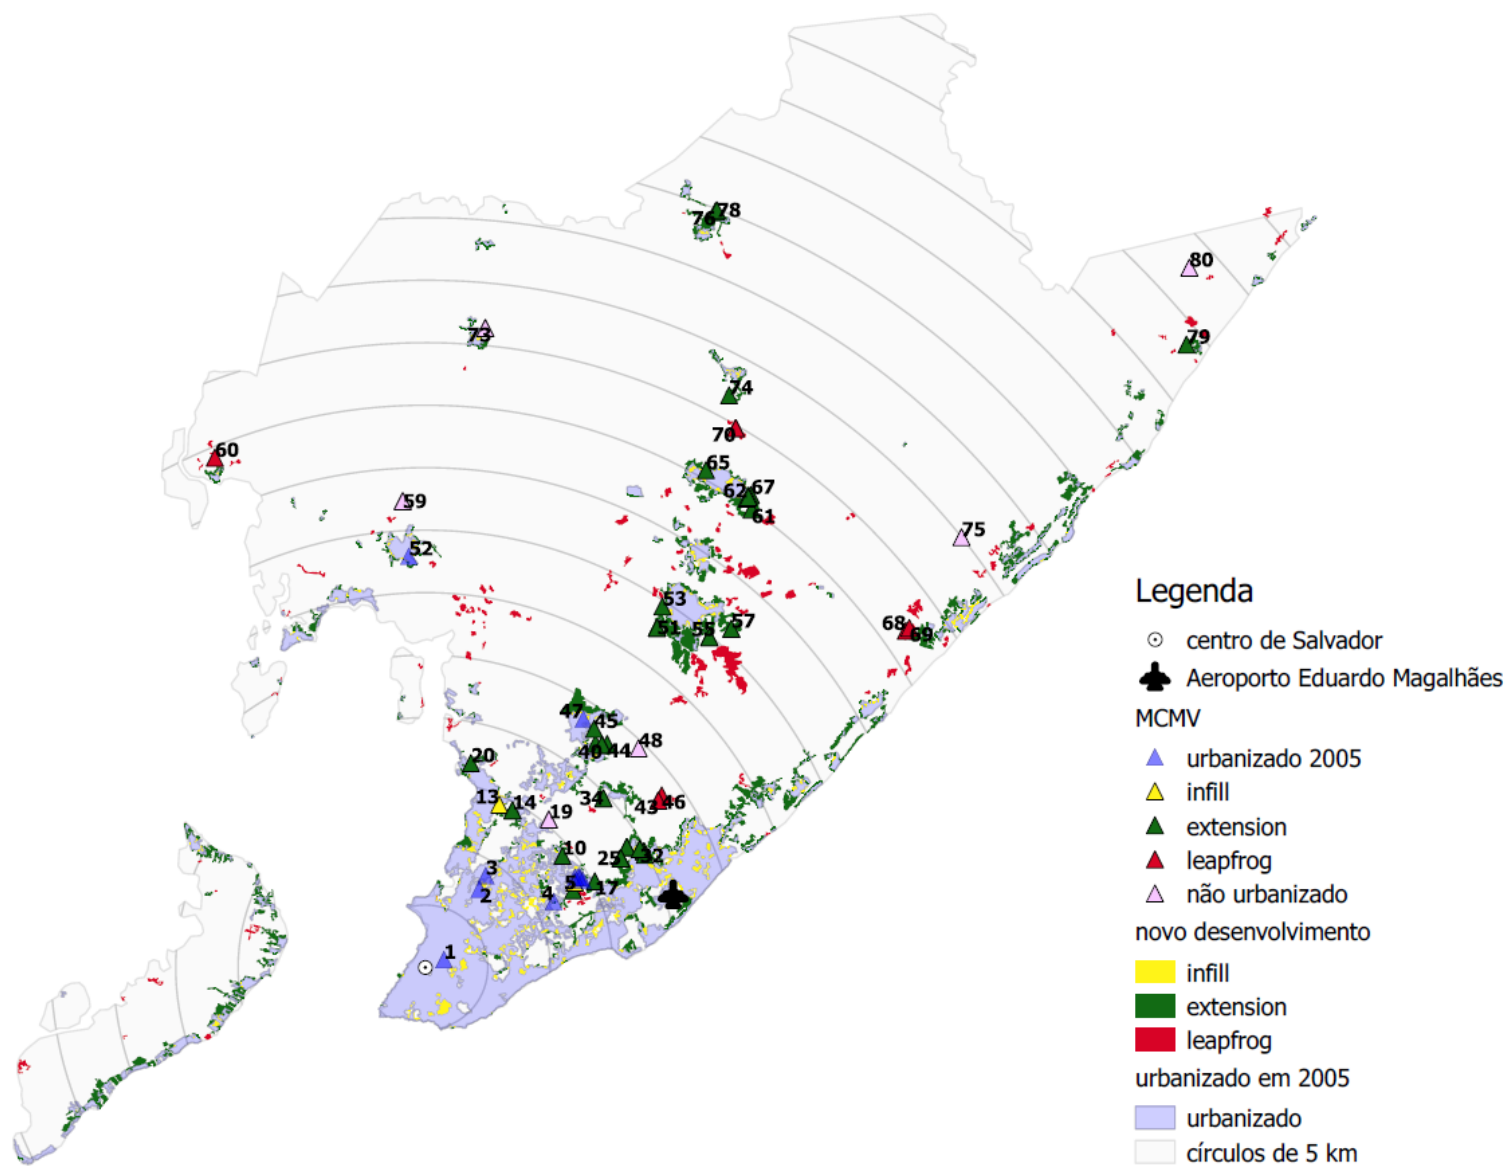 78
76
80
73
79
74
70
60
65
62
67
61
59
75
52
53
51
55
57
68
69
47
45
40
44
48
20
13
14
19
34
43
46
10
25
32
3
2
5
17
4
1
Legenda
centro de Salvador
Aeroporto Eduardo Magalhães
MCMV
urbanizado 2005
infill
extension
leapfrog
não urbanizado
novo desenvolvimento
infill
extension
leapfrog
urbanizado em 2005
urbanizado
círculos de 5 km